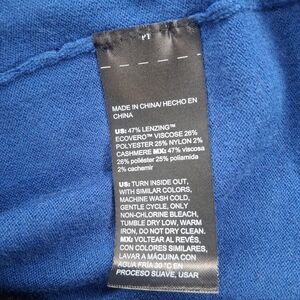 PT
MADE IN CHINA/ HECHO EN
CHINA
US: 47% LENZING™
ECOVERO™ VISCOSE 26%
POLYESTER 25% NYLON 2%
CASHMERE MX: 47% viscosa
26% poliéster 25% poliamida
2% cachemir
US: TURN INSIDE OUT,
WITH SIMILAR COLORS,
MACHINE WASH COLD,
GENTLE CYCLE, ONLY
NON-CHLORINE BLEACH,
TUMBLE DRY LOW, WARM
IRON, DO NOT DRY CLEAN.
MX: VOLTEAR AL REVÉS,
CON COLORES SIMILARES,
LAVAR A MÁQUINA CON
AGUA FRÍA 30 °C EN
PROCESO SUAVE, USAR